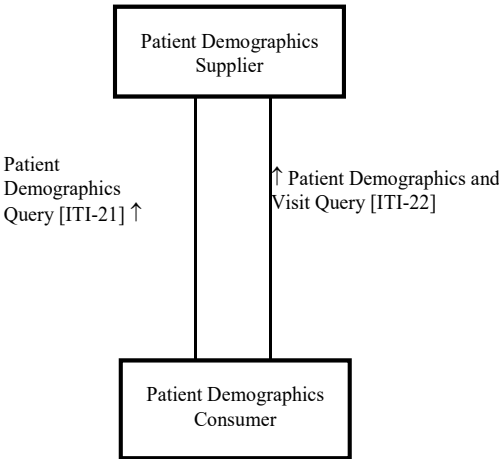 Patient Demographics
Supplier
Patient
Demographics
Query [ITI-21] ↑
↑ Patient Demographics and
Visit Query [ITI-22]
Patient Demographics
Consumer